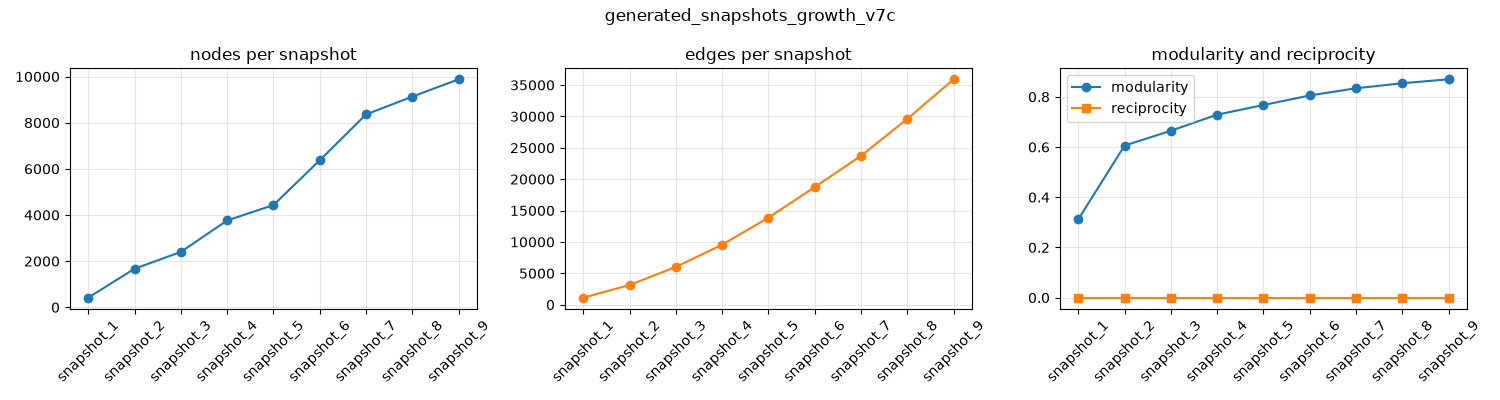 generated_snapshots_growth_v7c
nodes per snapshot
10000
8000
6000
4000
2000
0
snapshot_1
snapshot_2
snapshot_3
snapshot_4
snapshot_5
snapshot_6
snapshot_7
snapshot_8
snapshot_9
edges per snapshot
35000
30000
25000
20000
15000
10000
5000
0
snapshot_1
snapshot_2
snapshot_3
snapshot_4
snapshot_5
snapshot_6
snapshot_7
snapshot_8
snapshot_9
modularity and reciprocity
modularity
reciprocity
0.8
0.6
0.4
0.2
0.0
snapshot_1
snapshot_2
snapshot_3
snapshot_4
snapshot_5
snapshot_6
snapshot_7
snapshot_8
snapshot_9